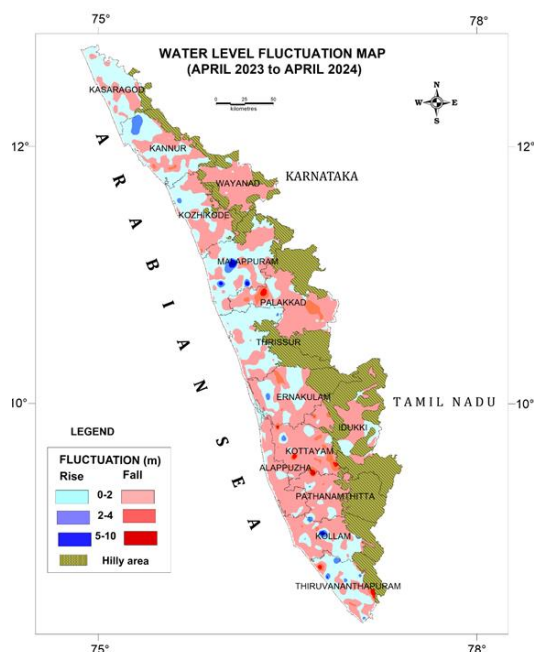 75°
78°
WATER LEVEL FLUCTUATION MAP
(APRIL 2023 to APRIL 2024)
N
W E
S
0 25 50
kilometres
KASARAGOD
12°
12°
KANNUR
KARNATAKA
WAYANAD
KOZHIKODE
MALAPPURAM
PALAKKAD
THRISSUR
ARABIAN SEA
ERNAKULAM
10°
TAMIL NADU
10°
IDUKKI
KOTTAYAM
ALAPPUZHA
PATHANAMTHITTA
KOLLAM
THIRUVANANTHAPURAM
LEGEND
FLUCTUATION (m)
Rise Fall
0-2
2-4
5-10
Hilly area
75°
78°